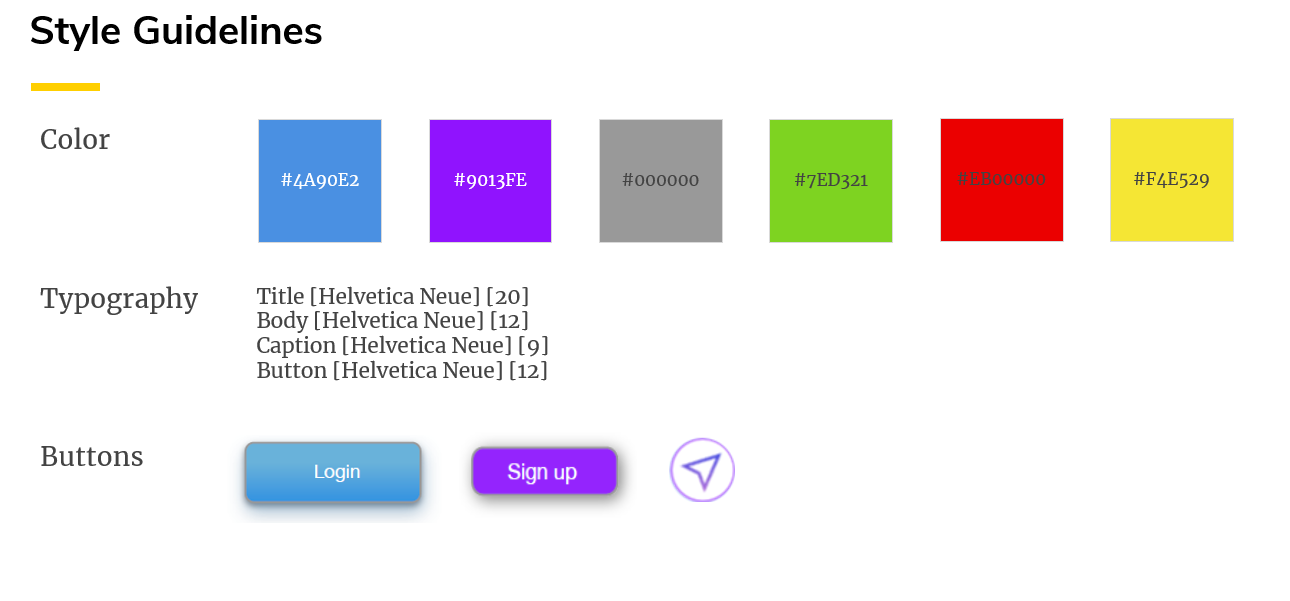 Style Guidelines
Color
#4A90E2 #9013FE #000000 #7ED321 #EB00000 #F4E529
Typography
Title [Helvetica Neue] [20]
Body [Helvetica Neue] [12]
Caption [Helvetica Neue] [9]
Button [Helvetica Neue] [12]
Buttons
Login Sign up